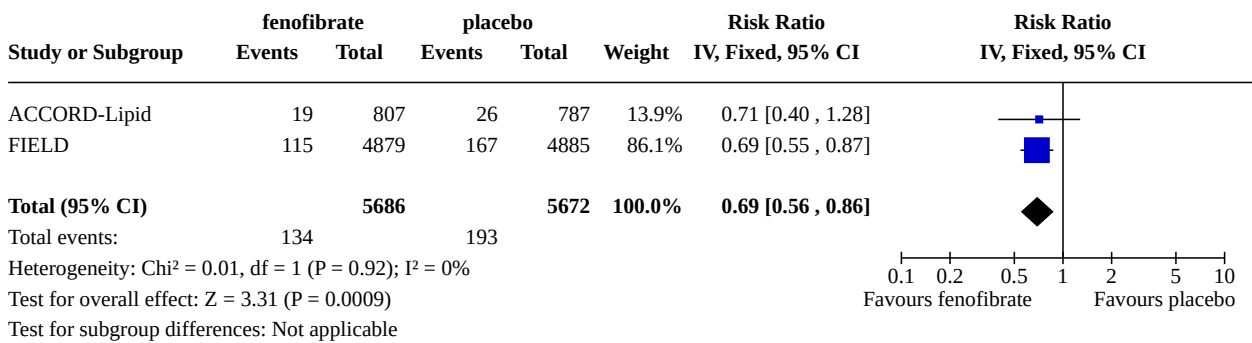 fenofibrate placebo Risk Ratio Risk Ratio
Study or Subgroup Events Total Events Total Weight IV, Fixed, 95% CI IV, Fixed, 95% CI
ACCORD-Lipid 19 807 26 787 13.9% 0.71 [0.40 , 1.28]
FIELD 115 4879 167 4885 86.1% 0.69 [0.55 , 0.87]
Total (95% CI) 5686 5672 100.0% 0.69 [0.56 , 0.86]
Total events: 134 193
Heterogeneity: Chi² = 0.01, df = 1 (P = 0.92); I² = 0%
Test for overall effect: Z = 3.31 (P = 0.0009)
Test for subgroup differences: Not applicable
0.1 0.2 0.5 1 2 5 10
Favours fenofibrate Favours placebo